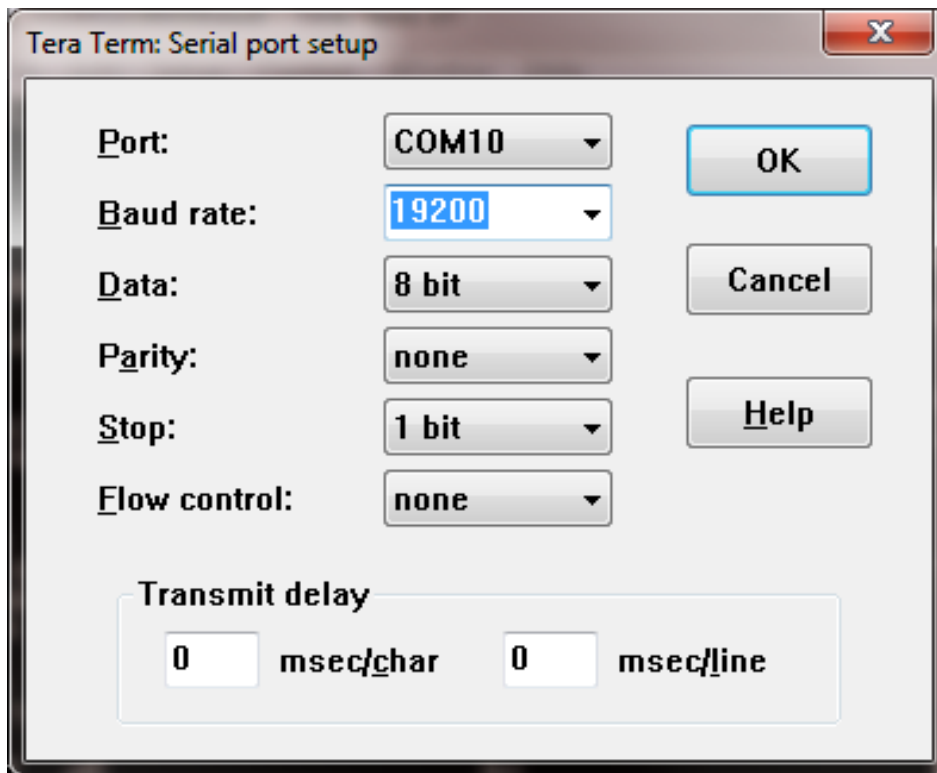 Tera Term: Serial port setup
x
Port: COM10 OK
Baud rate: 19200
Data: 8 bit Cancel
Parity: none
Stop: 1 bit Help
Flow control: none
Transmit delay
0 msec/char 0 msec/line